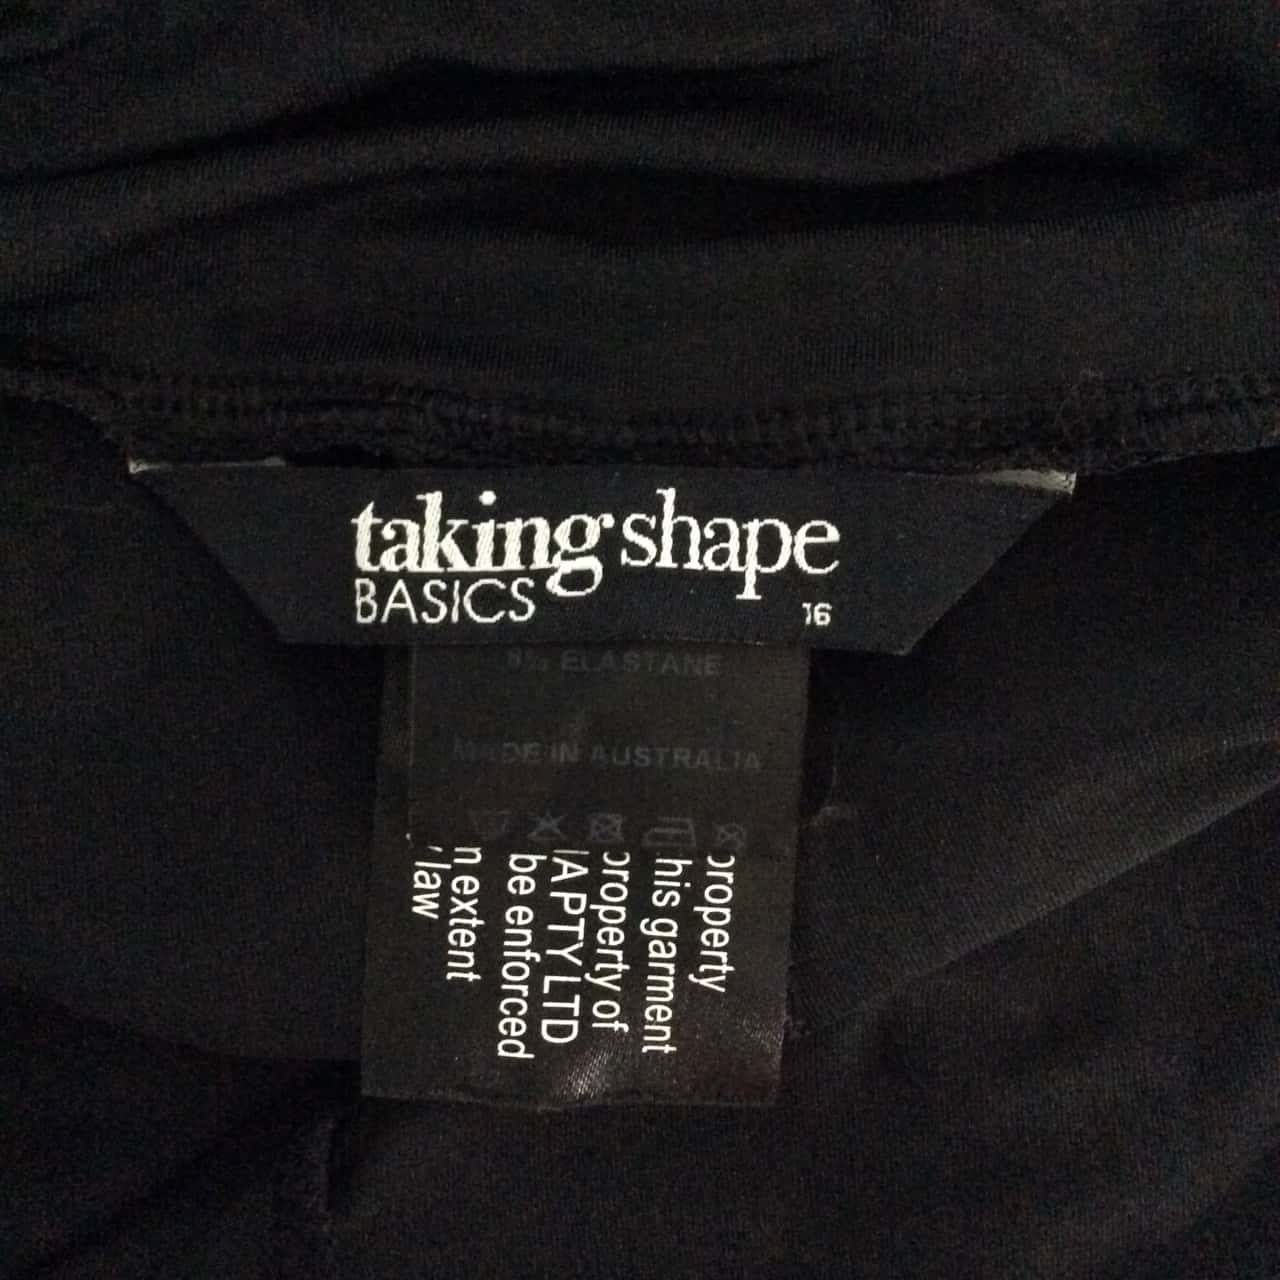 taking shape
BASICS 16
ELASTANE
MADE IN AUSTRALIA
property
his garment
property of
IA PTY LTD
be enforced
n extent
law